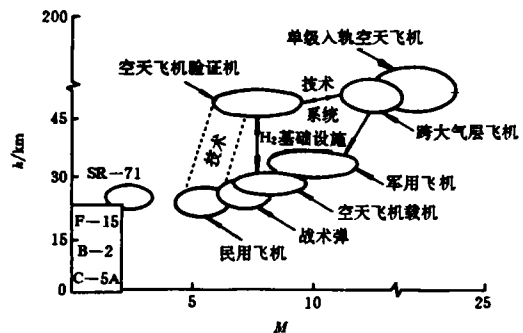 200
单级入轨空天飞机
空天飞机验证机
技术
系统
跨大气层飞机
45
H₂基础设施
h/km
技术
30
SR-71
军用飞机
F-15
空天飞机载机
15
B-2
战术弹
民用飞机
C-5A
0
5
10
25
M